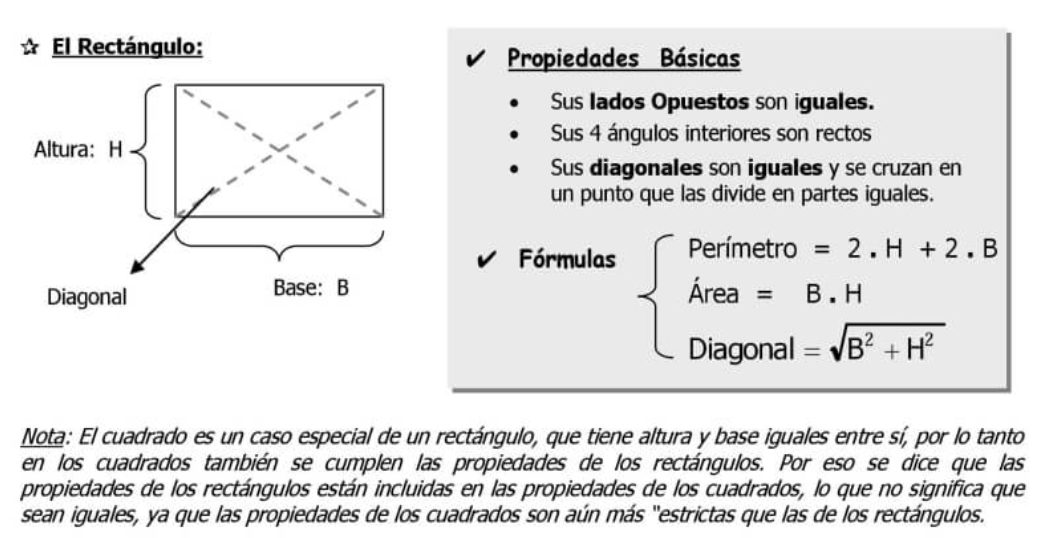 ☆ El Rectángulo:
Altura: H
Diagonal
Base: B
✔ Propiedades Básicas
• Sus lados Opuestos son iguales.
• Sus 4 ángulos interiores son rectos
• Sus diagonales son iguales y se cruzan en
un punto que las divide en partes iguales.
✔ Fórmulas
Perímetro = 2 . H + 2 . B
Área = B . H
Diagonal = √B² + H²
Nota: El cuadrado es un caso especial de un rectángulo, que tiene altura y base iguales entre sí, por lo tanto
en los cuadrados también se cumplen las propiedades de los rectángulos. Por eso se dice que las
propiedades de los rectángulos están incluidas en las propiedades de los cuadrados, lo que no significa que
sean iguales, ya que las propiedades de los cuadrados son aún más "estrictas que las de los rectángulos.